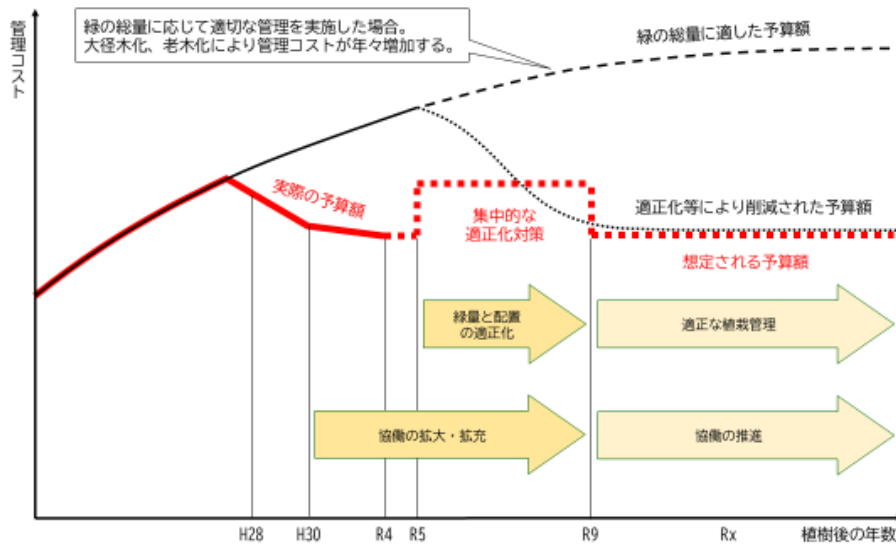 管理コスト
緑の総量に応じて適切な管理を実施した場合。
大径木化、老木化により管理コストが年々増加する。
緑の総量に適した予算額
実際の予算額
集中的な
適正化対策
適正化等により削減された予算額
想定される予算額
緑量と配置
の適正化
適正な植栽管理
協働の拡大・拡充
協働の推進
H28
H30
R4
R5
R9
Rx
植樹後の年数